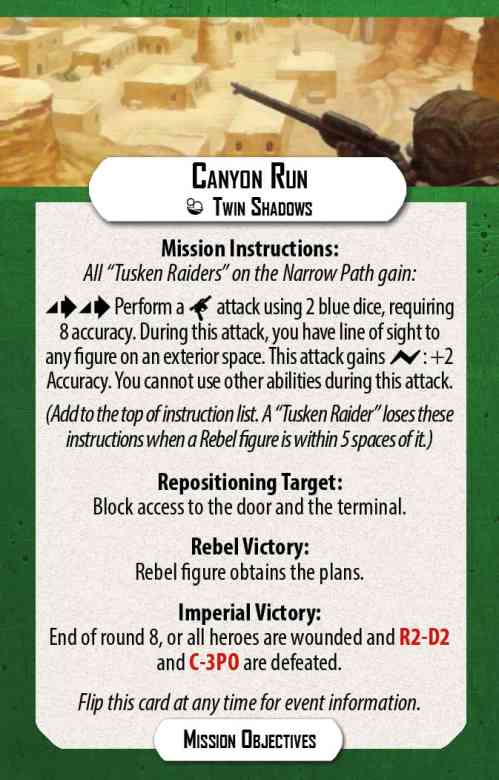 Canyon Run
Twin Shadows
Mission Instructions:
All “Tusken Raiders” on the Narrow Path gain:
Perform a attack using 2 blue dice, requiring
8 accuracy. During this attack, you have line of sight to
any figure on an exterior space. This attack gains : +2
Accuracy. You cannot use other abilities during this attack.
(Add to the top of instruction list. A “Tusken Raider” loses these
instructions when a Rebel figure is within 5 spaces of it.)
Repositioning Target:
Block access to the door and the terminal.
Rebel Victory:
Rebel figure obtains the plans.
Imperial Victory:
End of round 8, or all heroes are wounded and R2-D2
and C-3PO are defeated.
Flip this card at any time for event information.
Mission Objectives